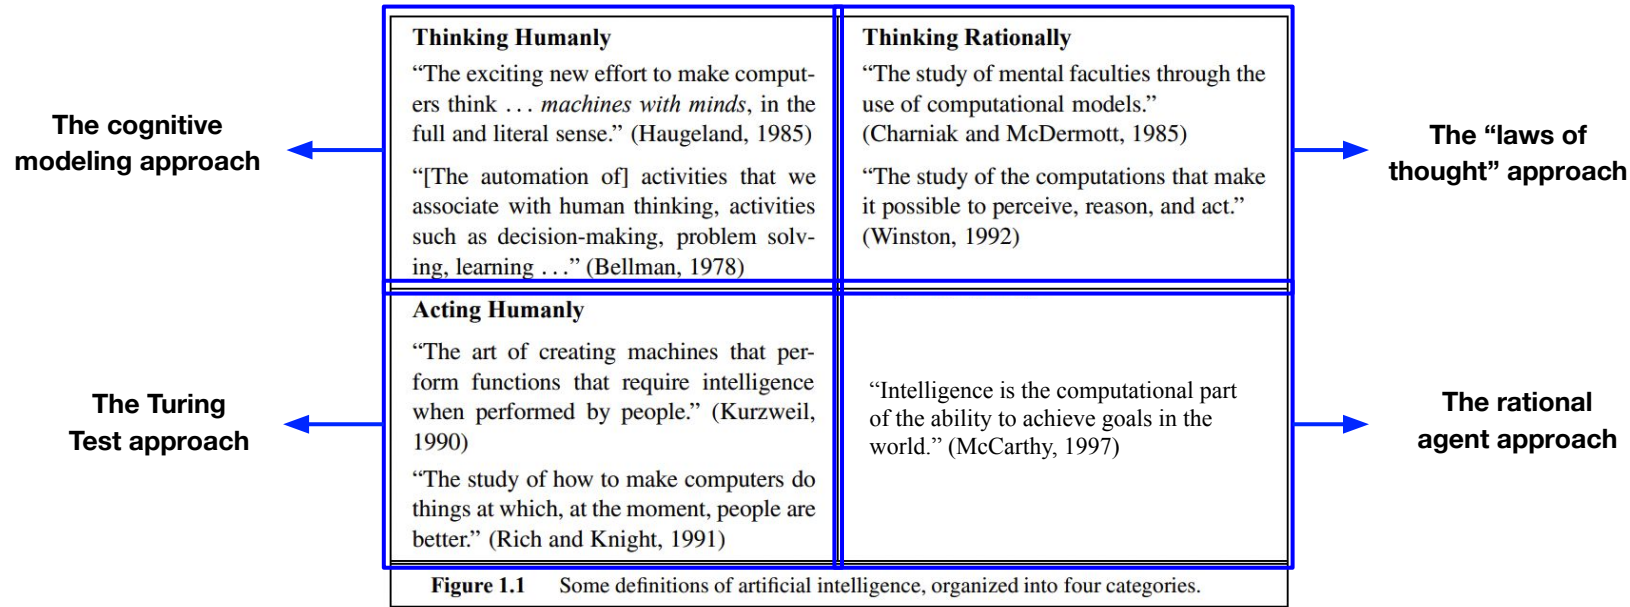 The cognitive
modeling approach
Thinking Humanly
“The exciting new effort to make comput-
ers think . . . machines with minds, in the
full and literal sense.” (Haugeland, 1985)
“[The automation of] activities that we
associate with human thinking, activities
such as decision-making, problem solv-
ing, learning . . .” (Bellman, 1978)
Thinking Rationally
“The study of mental faculties through the
use of computational models.”
(Charniak and McDermott, 1985)
“The study of the computations that make
it possible to perceive, reason, and act.”
(Winston, 1992)
The “laws of
thought” approach
The Turing
Test approach
Acting Humanly
“The art of creating machines that per-
form functions that require intelligence
when performed by people.” (Kurzweil,
1990)
“The study of how to make computers do
things at which, at the moment, people are
better.” (Rich and Knight, 1991)
“Intelligence is the computational part
of the ability to achieve goals in the
world.” (McCarthy, 1997)
The rational
agent approach
Figure 1.1 Some definitions of artificial intelligence, organized into four categories.